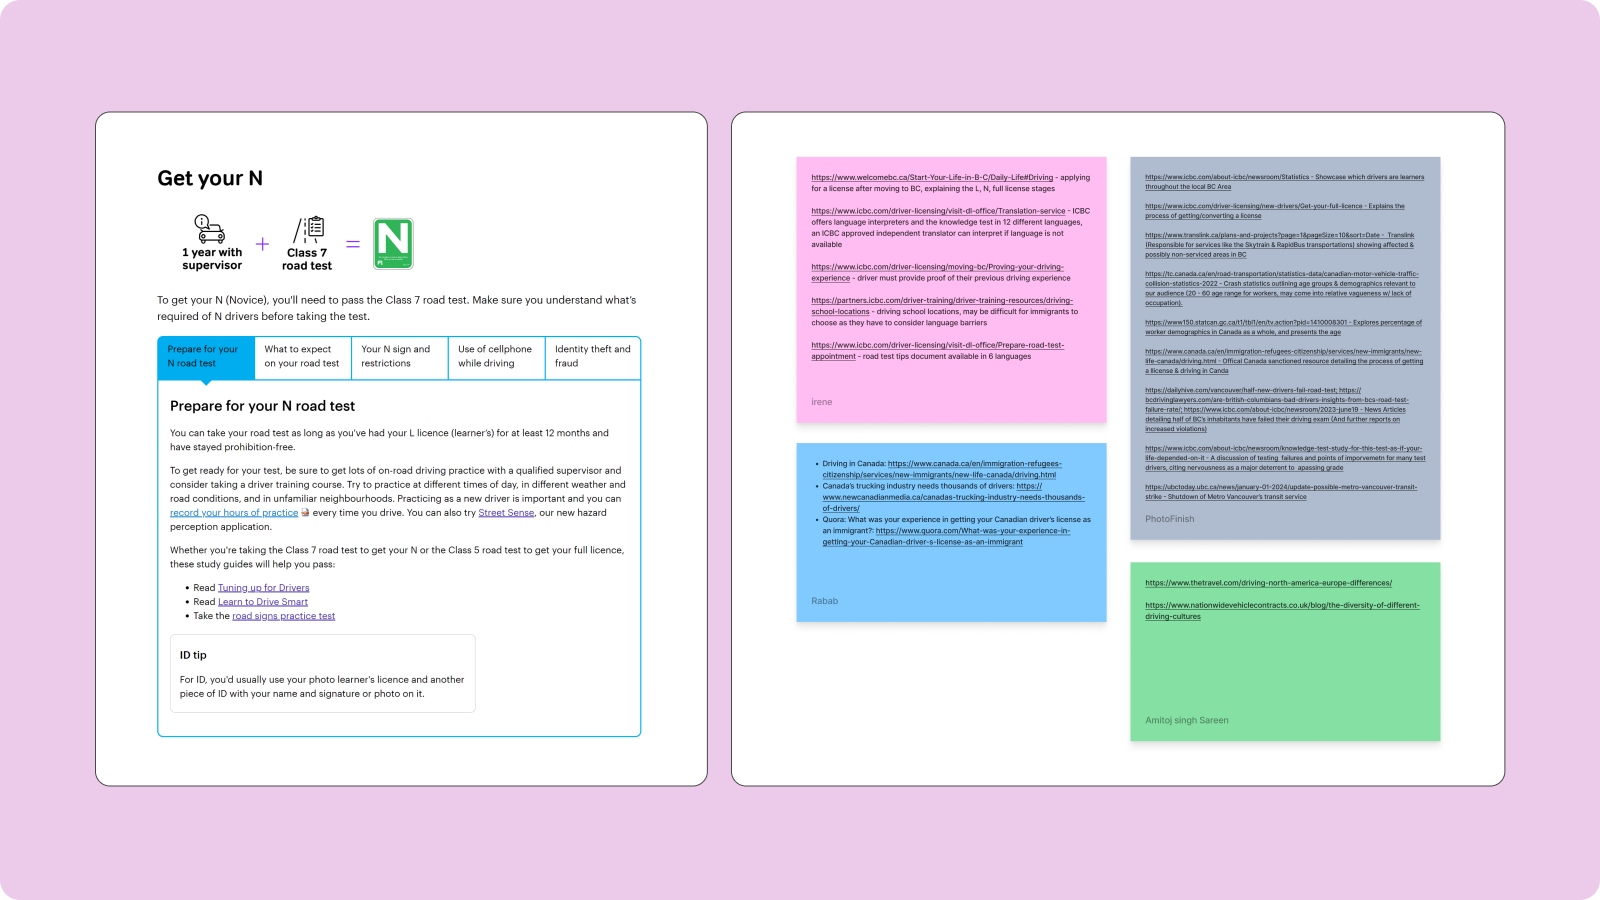 Get your N
1 year with
supervisor
+
Class 7
road test
=
N
To get your N (Novice), you'll need to pass the Class 7 road test. Make sure you understand what's
required of N drivers before taking the test.
Prepare for your
N road test
What to expect
on your road test
Your N sign and
restrictions
Use of cellphone
while driving
Identity theft and
fraud
Prepare for your N road test
You can take your road test as long as you've had your L licence (learner's) for at least 12 months and
have stayed prohibition-free.
To get ready for your test, be sure to get lots of on-road driving practice with a qualified supervisor and
consider taking a driver training course. Try to practice at different times of day, in different weather and
road conditions, and in unfamiliar neighbourhoods. Practicing as a new driver is important and you can
record your hours of practice every time you drive. You can also try Street Sense, our new hazard
perception application.
Whether you're taking the Class 7 road test to get your N or the Class 5 road test to get your full licence,
these study guides will help you pass:
• Read Tuning up for Drivers
• Read Learn to Drive Smart
• Take the road signs practice test
ID tip
For ID, you'd usually use your photo learner's licence and another
piece of ID with your name and signature or photo on it.
https://www.welcomebc.ca/Start-Your-Life-in-B-C/Daily-Life#Driving - applying
for a license after moving to BC, explaining the L, N, full license stages
https://www.icbc.com/driver-licensing/visit-dl-office/Translation-service - ICBC
offers language interpreters and the knowledge test in 12 different languages,
an ICBC approved independent translator can interpret if language is not
available
https://www.icbc.com/driver-licensing/moving-bc/Proving-your-driving-
experience - driver must provide proof of their previous driving experience
https://partners.icbc.com/driver-training/driver-training-resources/driving-
school-locations - driving school locations, may be difficult for immigrants to
choose as they have to consider language barriers
https://www.icbc.com/driver-licensing/visit-dl-office/Prepare-road-test-
appointment - road test tips document available in 6 languages
irene
• Driving in Canada: https://www.canada.ca/en/immigration-refugees-
citizenship/services/new-immigrants/new-life-canada/driving.html
• Canada's trucking industry needs thousands of drivers: https://
www.newcanadianmedia.ca/canadas-trucking-industry-needs-thousands-
of-drivers/
• Quora: What was your experience in getting your Canadian driver's license as
an immigrant?: https://www.quora.com/What-was-your-experience-in-
getting-your-Canadian-driver-s-license-as-an-immigrant
Rabab
https://www.icbc.com/about-icbc/newsroom/Statistics - Showcase which drivers are learners
throughout the local BC Area
https://www.icbc.com/driver-licensing/new-drivers/Get-your-full-licence - Explains the
process of getting/converting a license
https://www.translink.ca/plans-and-projects?page=1&pageSize=10&sort=Date - Translink
(Responsible for services like the Skytrain & RapidBus transportations) showing affected &
possibly non-serviced areas in BC
https://tc.canada.ca/en/road-transportation/statistics-data/canadian-motor-vehicle-traffic-
collision-statistics-2022 - Crash statistics outlining age groups & demographics relevant to
our audience (20 - 60 age range for workers, may come into relative vagueness w/ lack of
occupation).
https://www150.statcan.gc.ca/t1/tbl1/en/tv.action?pid=1410008301 - Explores percentage of
worker demographics in Canada as a whole, and presents the age
https://www.canada.ca/en/immigration-refugees-citizenship/services/new-immigrants/new-
life-canada/driving.html - Offical Canada sanctioned resource detailing the process of getting
a license & driving in Canda
https://dailyhive.com/vancouver/half-new-drivers-fail-road-test; https://
bcdrivinglawyers.com/are-british-columbians-bad-drivers-insights-from-bcs-road-test-
failure-rate/; https://www.icbc.com/about-icbc/newsroom/2023-june19 - News Articles
detailing half of BC's inhabitants have failed their driving exam (And further reports on
increased violations)
https://www.icbc.com/about-icbc/newsroom/knowledge-test-study-for-this-test-as-if-your-
life-depended-on-it - A discussion of testing failures and points of imporvemetn for many test
drivers, citing nervousness as a major deterrent to passing grade
https://ubctoday.ubc.ca/news/january-01-2024/update-possible-metro-vancouver-transit-
strike - Shutdown of Metro Vancouver's transit service
PhotoFinish
https://www.thetravel.com/driving-north-america-europe-differences/
https://www.nationwidevehiclecontracts.co.uk/blog/the-diversity-of-different-
driving-cultures
Amitoj singh Sareen